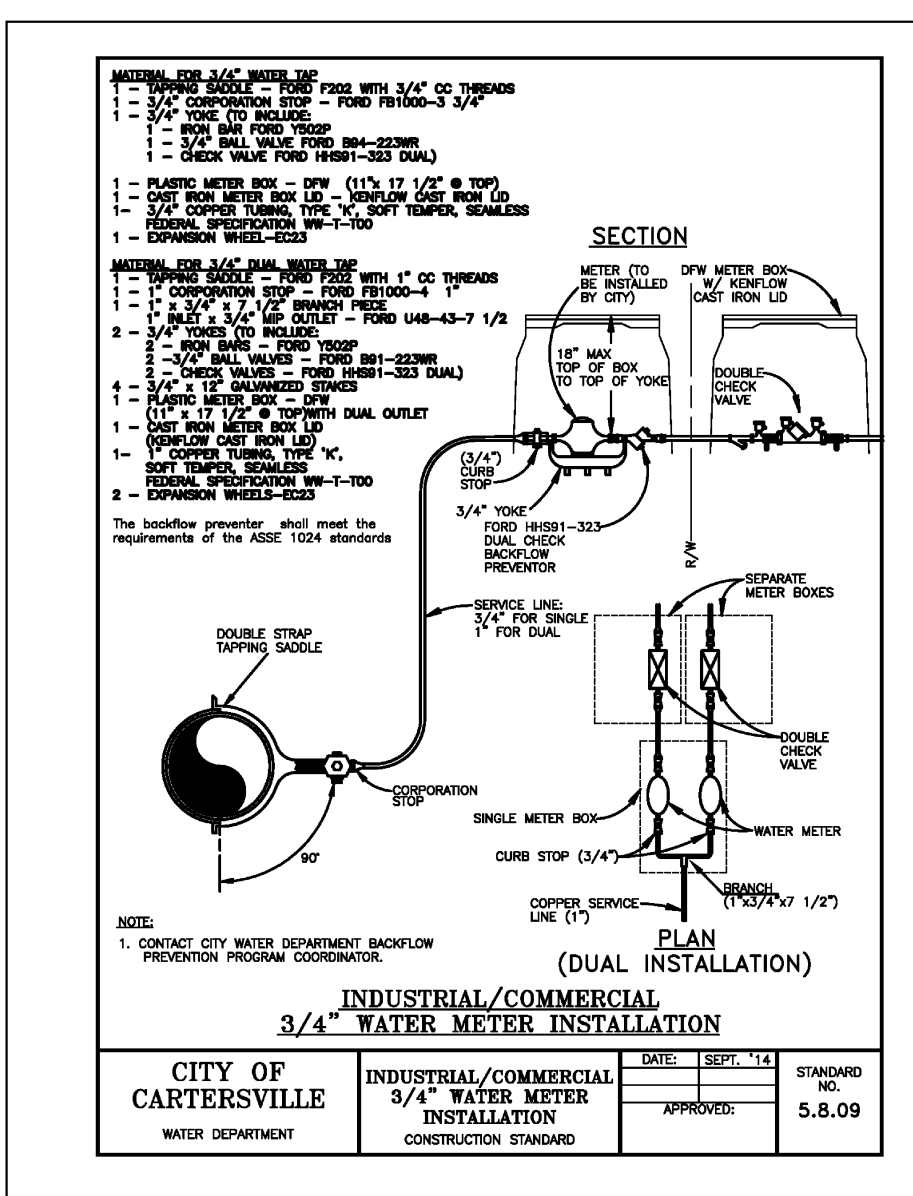 MATERIAL FOR 3/4" WATER TAP
1 - TAPPING SADDLE - FORD F202 WITH 3/4" CC THREADS
1 - 3/4" CORPORATION STOP - FORD FB1000-3 3/4"
1 - 3/4" YOKE (TO INCLUDE:
1 - IRON BAR FORD Y502P
1 - 3/4" BALL VALVE FORD B94-223WR
1 - CHECK VALVE FORD HHS91-323 DUAL)
1 - PLASTIC METER BOX - DFW (11"x 17 1/2" @ TOP)
1 - CAST IRON METER BOX LID - KENFLOW CAST IRON LID
1- 3/4" COPPER TUBING, TYPE 'K', SOFT TEMPER, SEAMLESS
FEDERAL SPECIFICATION WW-T-T00
1 - EXPANSION WHEEL-EC23
MATERIAL FOR 3/4" DUAL WATER TAP
1 - TAPPING SADDLE - FORD F202 WITH 1" CC THREADS
1 - 1" CORPORATION STOP - FORD FB1000-4 1"
1 - 1" x 3/4" x 7 1/2" BRANCH PIECE
1" INLET x 3/4" MIP OUTLET - FORD U48-43-7 1/2
2 - 3/4" YOKES (TO INCLUDE:
2 - IRON BARS - FORD Y502P
2 -3/4" BALL VALVES - FORD B91-223WR
2 - CHECK VALVES - FORD HHS91-323 DUAL)
4 - 3/4" x 12" GALVANIZED STAKES
1 - PLASTIC METER BOX - DFW
(11" x 17 1/2" @ TOP)WITH DUAL OUTLET
1 - CAST IRON METER BOX LID
(KENFLOW CAST IRON LID)
1- 1" COPPER TUBING, TYPE 'K',
SOFT TEMPER, SEAMLESS
FEDERAL SPECIFICATION WW-T-T00
2 - EXPANSION WHEELS-EC23
The backflow preventer shall meet the
requirements of the ASSE 1024 standards
SECTION
METER (TO
BE INSTALLED
BY CITY)
DFW METER BOX
W/ KENFLOW
CAST IRON LID
18" MAX
TOP OF BOX
TO TOP OF YOKE
DOUBLE
CHECK
VALVE
(3/4")
CURB
STOP
3/4" YOKE
FORD HHS91-323
DUAL CHECK
BACKFLOW
PREVENTOR
R/W
SERVICE LINE:
3/4" FOR SINGLE
1" FOR DUAL
SEPARATE
METER BOXES
DOUBLE STRAP
TAPPING SADDLE
CORPORATION
STOP
90°
DOUBLE
CHECK
VALVE
SINGLE METER BOX
WATER METER
CURB STOP (3/4")
BRANCH
(1"x3/4"x7 1/2")
COPPER SERVICE
LINE (1")
PLAN
(DUAL INSTALLATION)
NOTE:
1. CONTACT CITY WATER DEPARTMENT BACKFLOW
PREVENTION PROGRAM COORDINATOR.
INDUSTRIAL/COMMERCIAL
3/4" WATER METER INSTALLATION
CITY OF
CARTERSVILLE
WATER DEPARTMENT
INDUSTRIAL/COMMERCIAL
3/4" WATER METER
INSTALLATION
CONSTRUCTION STANDARD
DATE: SEPT. '14
APPROVED:
STANDARD
NO.
5.8.09